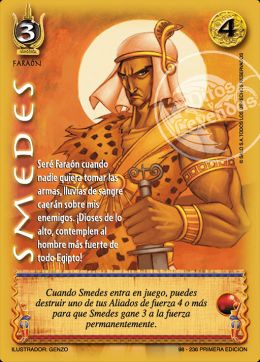 3
4
FARAÓN
SMEDES
Mitos y
Leyendas
Seré Faraón cuando
nadie quiera tomar las
armas, lluvias de sangre
caerán sobre mis
enemigos. ¡Dioses de lo
alto, contemplen al
hombre más fuerte de
todo Egipto!
Cuando Smedes entra en juego, puedes
destruir uno de tus Aliados de fuerza 4 o más
para que Smedes gane 3 a la fuerza
permanentemente.
ILUSTRADOR: GENZO
PRIMERA EDICIÓN